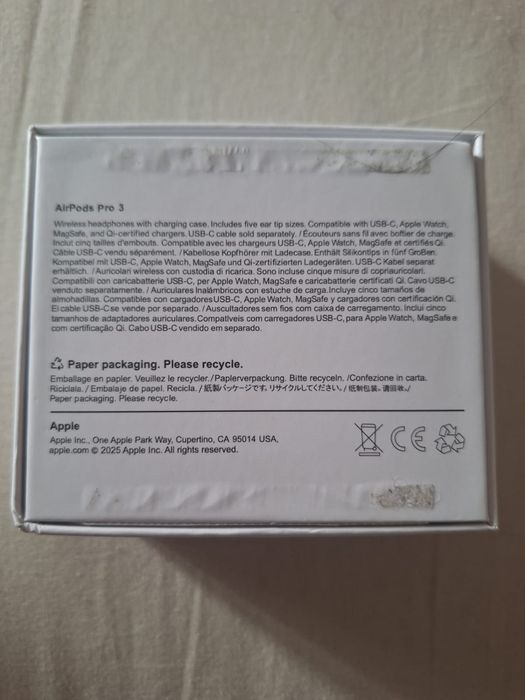 AirPods Pro 3
Wireless headphones with charging case. Includes five ear tip sizes. Compatible with USB-C, Apple Watch,
MagSafe, and Qi-certified chargers. USB-C cable sold separately. /Écouteurs sans fil avec boîtier de charge.
Inclut cinq tailles d'embouts. Compatible avec les chargeurs USB-C, Apple Watch, MagSafe et certifiés Qi.
Câble USB-C vendu séparément. /Kabellose Kopfhörer mit Ladecase. Enthält Silikontips in fünf Größen.
Kompatibel mit USB-C, Apple Watch, MagSafe und Qi-zertifizierten Ladegeräten. USB-C Kabel separat
erhältlich. /Auricolari wireless con custodia di ricarica. Sono incluse cinque misure di copriauricolari.
Compatibili con caricabatterie USB-C, per Apple Watch, MagSafe e caricabatterie certificati Qi. Cavo USB-C
venduto separatamente. /Auriculares Inalámbricos con estuche de carga.Incluye cinco tamaños de
almohadillas. Compatibles con cargadores USB-C, Apple Watch, MagSafe y cargadores con certificación Qi.
El cable USB-C se vende por separado. /Auscultadores sem fios com caixa de carregamento. Inclui cinco
tamanhos de adaptadores auriculares.Compatíveis com carregadores USB-C, para Apple Watch, MagSafe e
com certificação Qi. Cabo USB-C vendido em separado.
Paper packaging. Please recycle.
Emballage en papier. Veuillez le recycler./Papierverpackung. Bitte recyceln. /Confezione in carta.
Riciclala. /Embalaje de papel. Recicla. /紙製パッケージです。リサイクルしてください。/纸制包装。请回收。/
Paper packaging. Please recycle.
Apple
Apple Inc., One Apple Park Way, Cupertino, CA 95014 USA,
apple.com © 2025 Apple Inc. All rights reserved.
CE